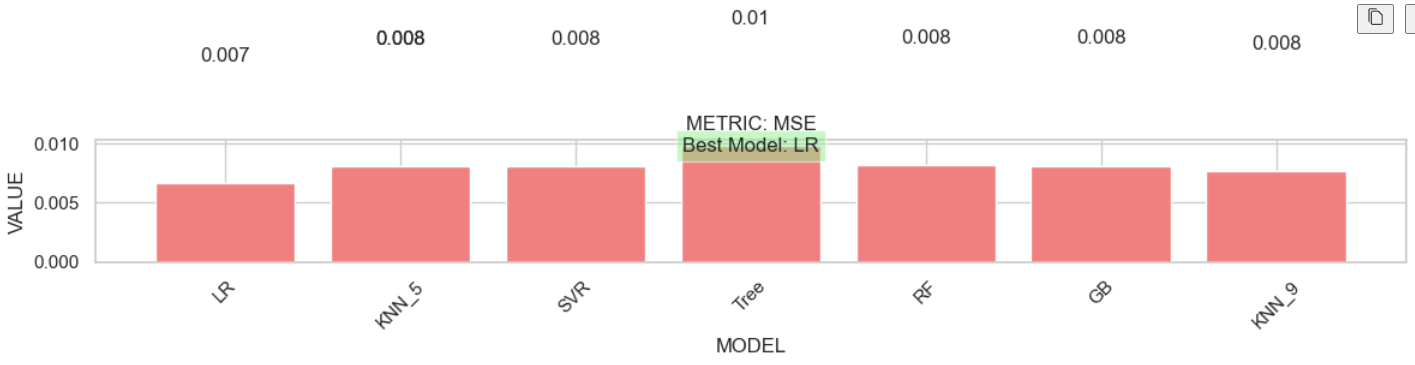 0.01
0.007 0.008 0.008 0.008 0.008 0.008
METRIC: MSE
Best Model: LR
0.010
0.005
0.000
VALUE
LR KNN_5 SVR Tree RF GB KNN_9
MODEL